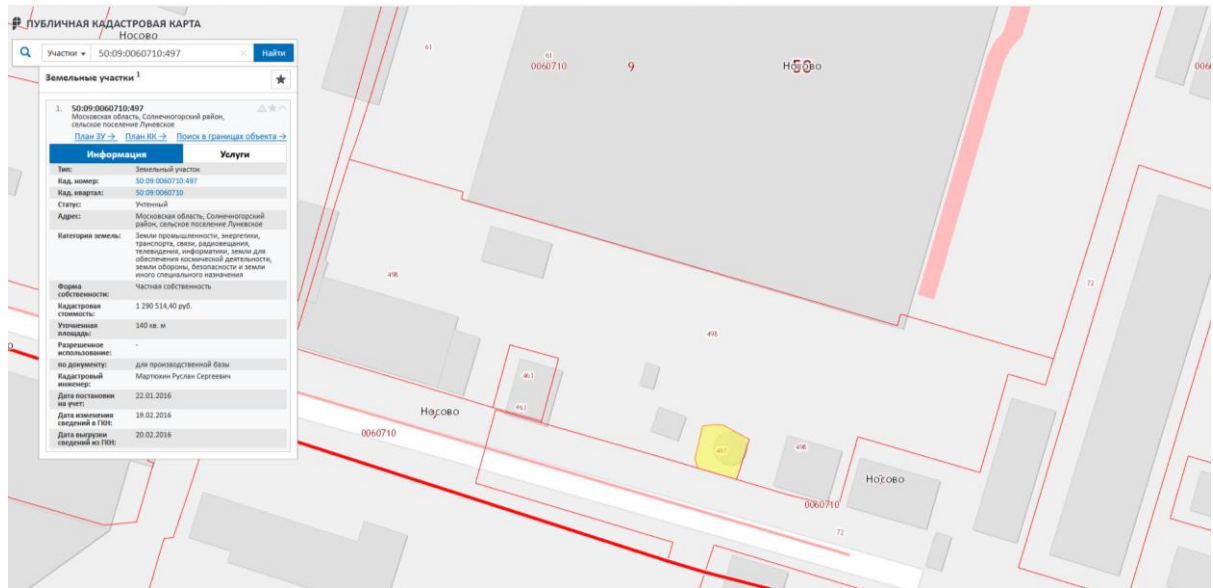 ПУБЛИЧНАЯ КАДАСТРОВАЯ КАРТА
Носово
Участки
50:09:0060710:497
×
Найти
Земельные участки 1
1. 50:09:0060710:497
Московская область, Солнечногорский район,
сельское поселение Луневское
План ЗУ →
План КК →
Поиск в границах объекта →
Информация
Услуги
Тип: Земельный участок
Кад. номер: 50:09:0060710:497
Кад. квартал: 50:09:0060710
Статус: Учтенный
Адрес: Московская область, Солнечногорский
район, сельское поселение Луневское
Категория земель: Земли промышленности, энергетики,
транспорта, связи, радиовещания,
телевидения, информатики, земли для
обеспечения космической деятельности,
земли обороны, безопасности и земли
иного специального назначения
Форма Частная собственность
собственности:
Кадастровая 1 290 514,40 руб.
стоимость:
Уточненная 140 кв. м
площадь:
Разрешенное -
использование:
по документу: для производственной базы
Кадастровый Мартюхин Руслан Сергеевич
инженер:
Дата постановки 22.01.2016
на учет:
Дата изменения 19.02.2016
сведений в ГКН:
Дата выгрузки 20.02.2016
сведений из ГКН:
61
61
0060710
9
50
Носово
0060710
498
72
498
463
463
Носово
0060710
497
498
Носово
0060710
72